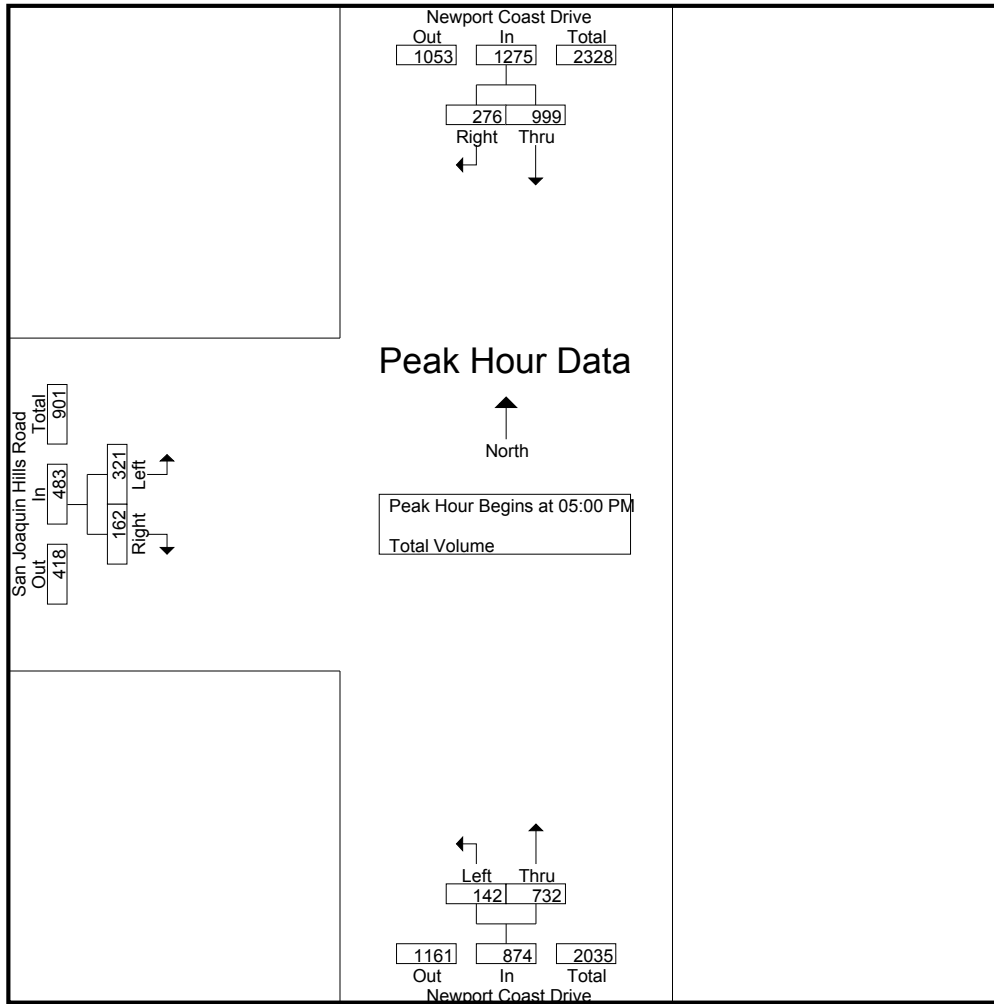 Newport Coast Drive
Out In Total
1053 1275 2328
276 999
Right Thru
Peak Hour Data
North
Peak Hour Begins at 05:00 PM
Total Volume
San Joaquin Hills Road
Out In Total
418 483 901
162 321
Right Left
Left Thru
142 732
1161 874 2035
Out In Total
Newport Coast Drive